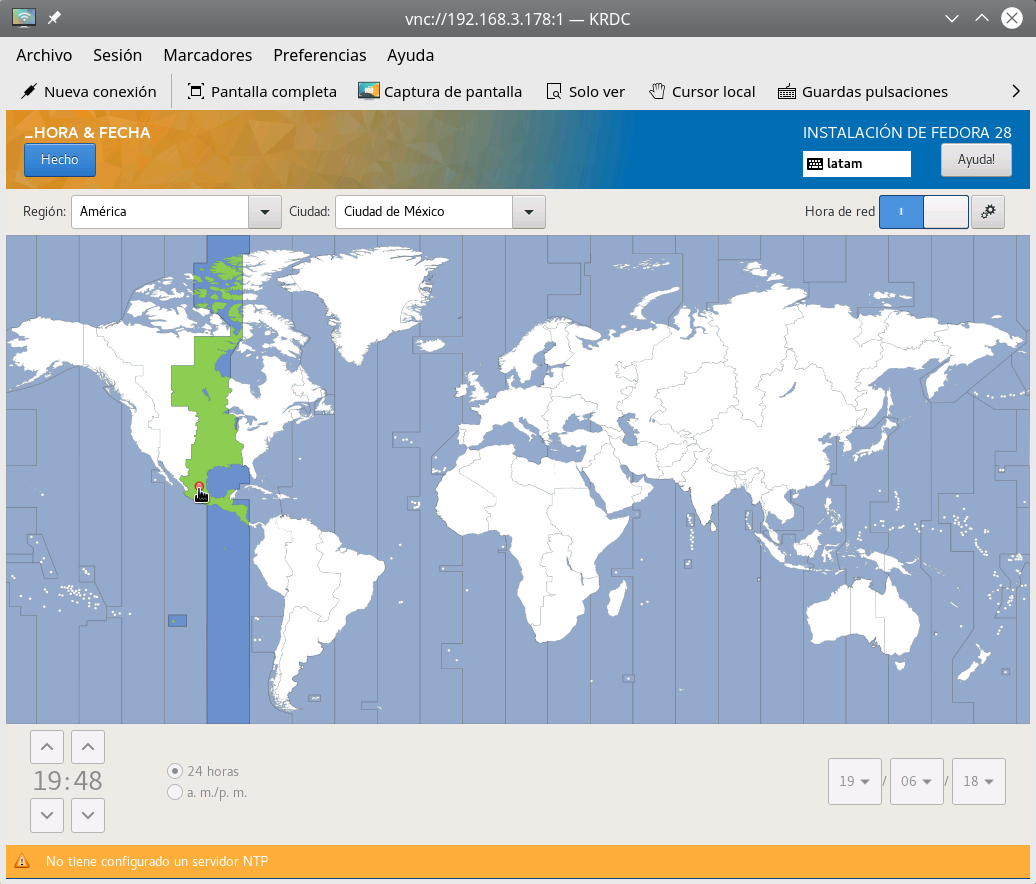 vnc://192.168.3.178:1 — KRDC
Archivo Sesión Marcadores Preferencias Ayuda
Nueva conexión Pantalla completa Captura de pantalla Solo ver Cursor local Guardas pulsaciones
_HORA & FECHA
INSTALACIÓN DE FEDORA 28
Hecho
latam
Ayuda!
Región: América Ciudad: Ciudad de México Hora de red
19:48
24 horas
a. m./p. m.
19 / 06 / 18
No tiene configurado un servidor NTP